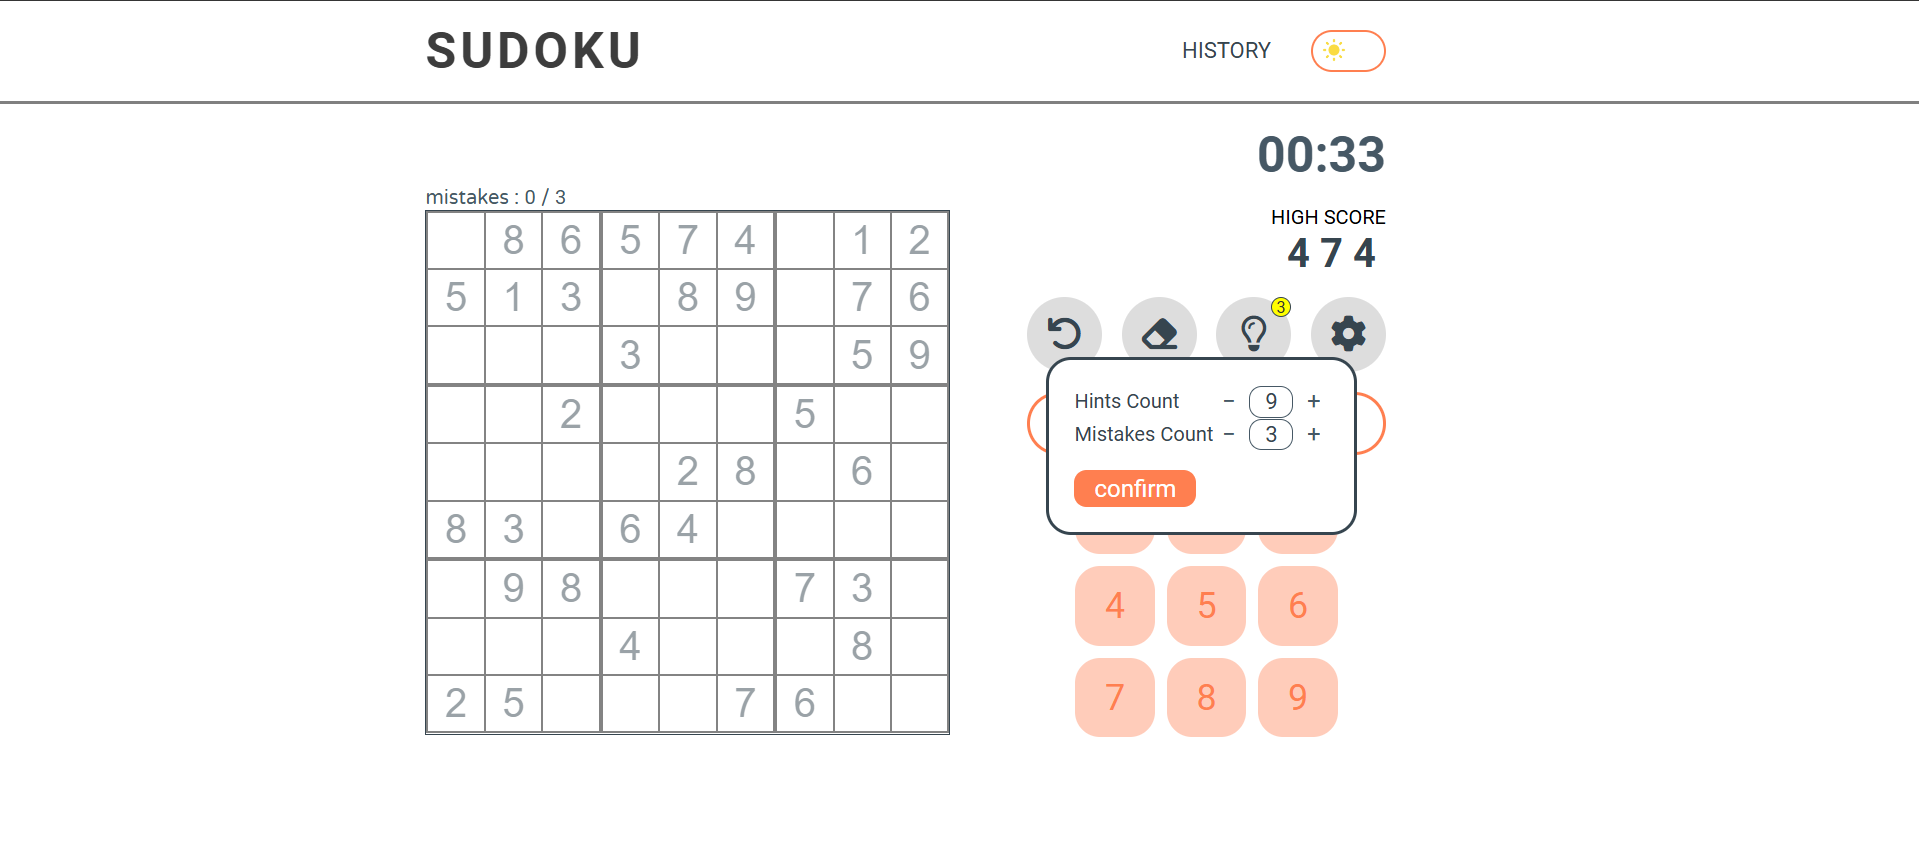 SUDOKU
HISTORY
00:33
mistakes : 0 / 3
HIGH SCORE
4 7 4
8 6 5 7 4 1 2
5 1 3 8 9 7 6
3 5 9
2 5
2 8 6
8 3 6 4
9 8 7 3
4 8
2 5 7 6
3
Hints Count − 9 +
Mistakes Count − 3 +
confirm
4 5 6
7 8 9